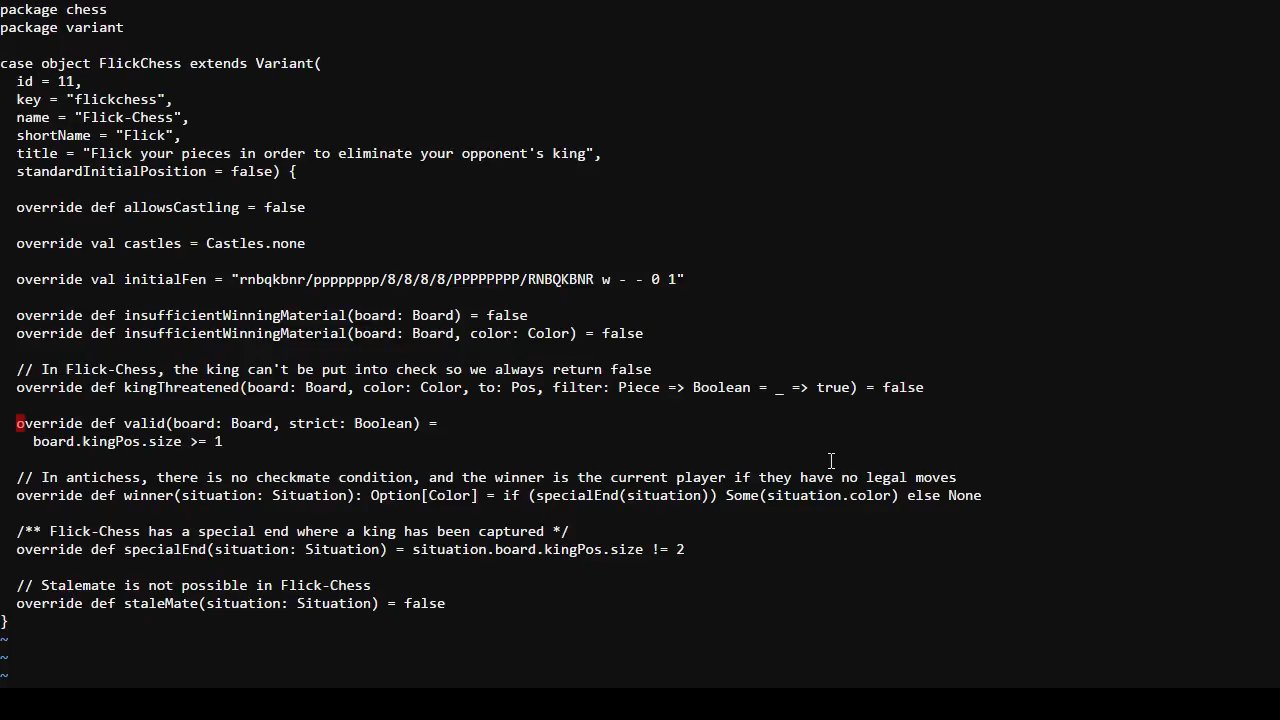 package chess
package variant
case object FlickChess extends Variant(
id = 11,
key = "flickchess",
name = "Flick-Chess",
shortName = "Flick",
title = "Flick your pieces in order to eliminate your opponent's king",
standardInitialPosition = false) {
override def allowsCastling = false
override val castles = Castles.none
override val initialFen = "rnbqkbnr/pppppppp/8/8/8/8/PPPPPPPP/RNBQKBNR w - - 0 1"
override def insufficientWinningMaterial(board: Board) = false
override def insufficientWinningMaterial(board: Board, color: Color) = false
// In Flick-Chess, the king can't be put into check so we always return false
override def kingThreatened(board: Board, color: Color, to: Pos, filter: Piece => Boolean = _ => true) = false
override def valid(board: Board, strict: Boolean) =
board.kingPos.size >= 1
// In antichess, there is no checkmate condition, and the winner is the current player if they have no legal moves
override def winner(situation: Situation): Option[Color] = if (specialEnd(situation)) Some(situation.color) else None
/** Flick-Chess has a special end where a king has been captured */
override def specialEnd(situation: Situation) = situation.board.kingPos.size != 2
// Stalemate is not possible in Flick-Chess
override def staleMate(situation: Situation) = false
}
~
~
~